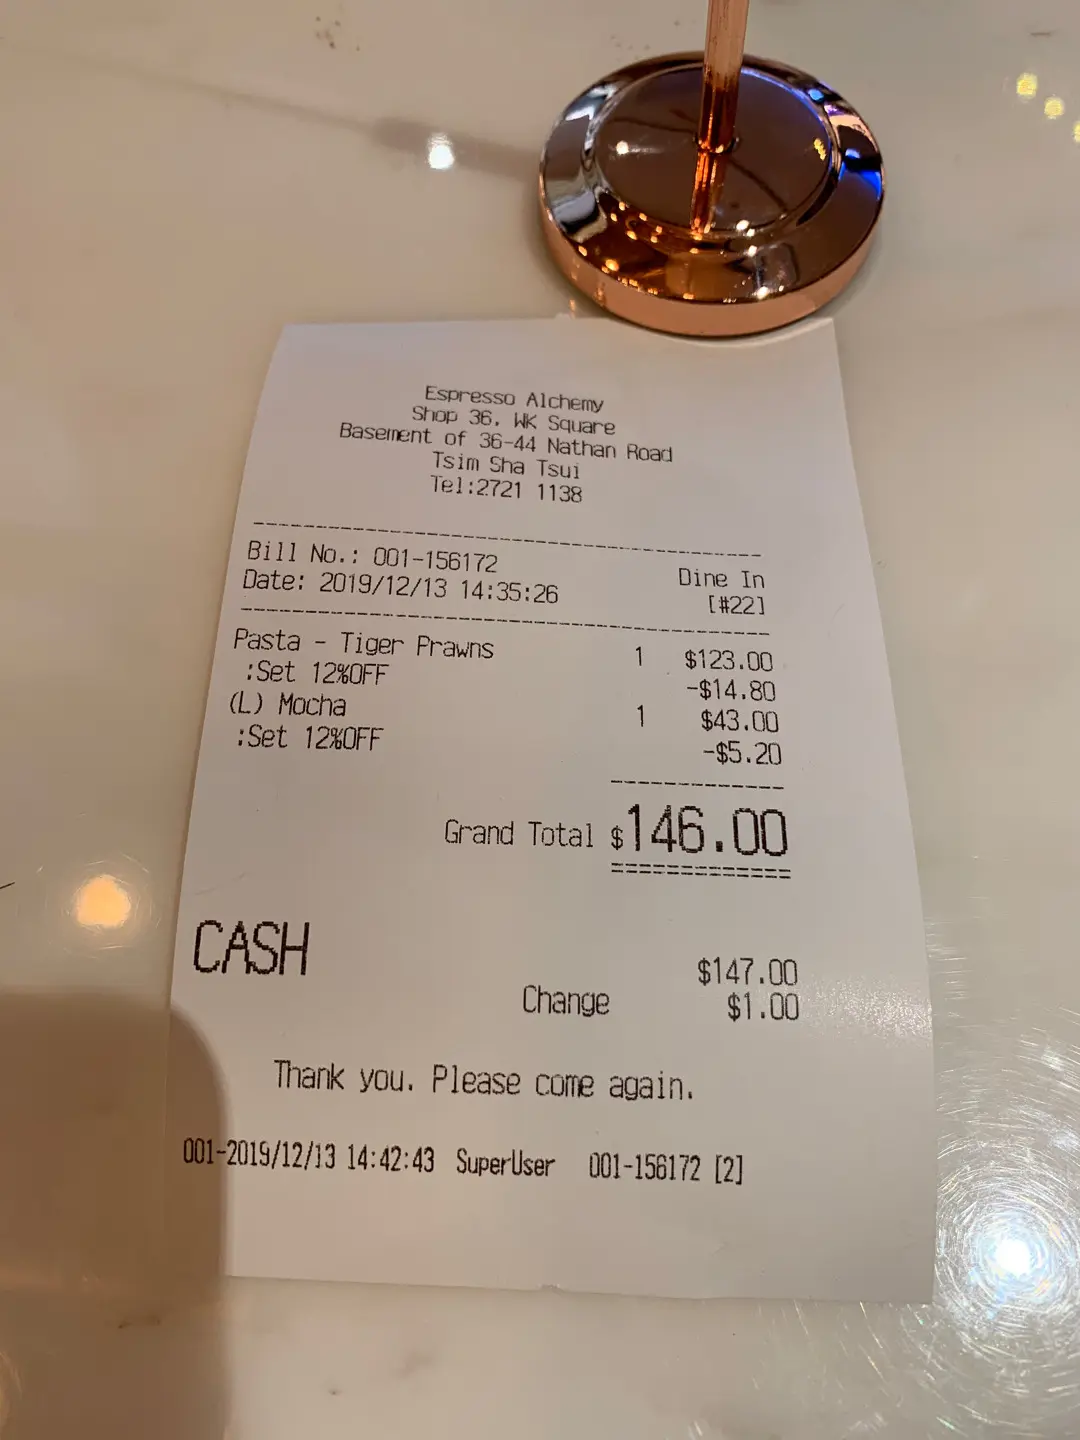 Espresso Alchemy
Shop 36, WK Square
Basement of 36-44 Nathan Road
Tsim Sha Tsui
Tel:2721 1138
Bill No.: 001-156172 Dine In
Date: 2019/12/13 14:35:26 [#22]
Pasta - Tiger Prawns 1 $123.00
:Set 12%OFF -$14.80
(L) Mocha 1 $43.00
:Set 12%OFF -$5.20
Grand Total $146.00
CASH $147.00
Change $1.00
Thank you. Please come again.
001-2019/12/13 14:42:43 SuperUser 001-156172 [2]